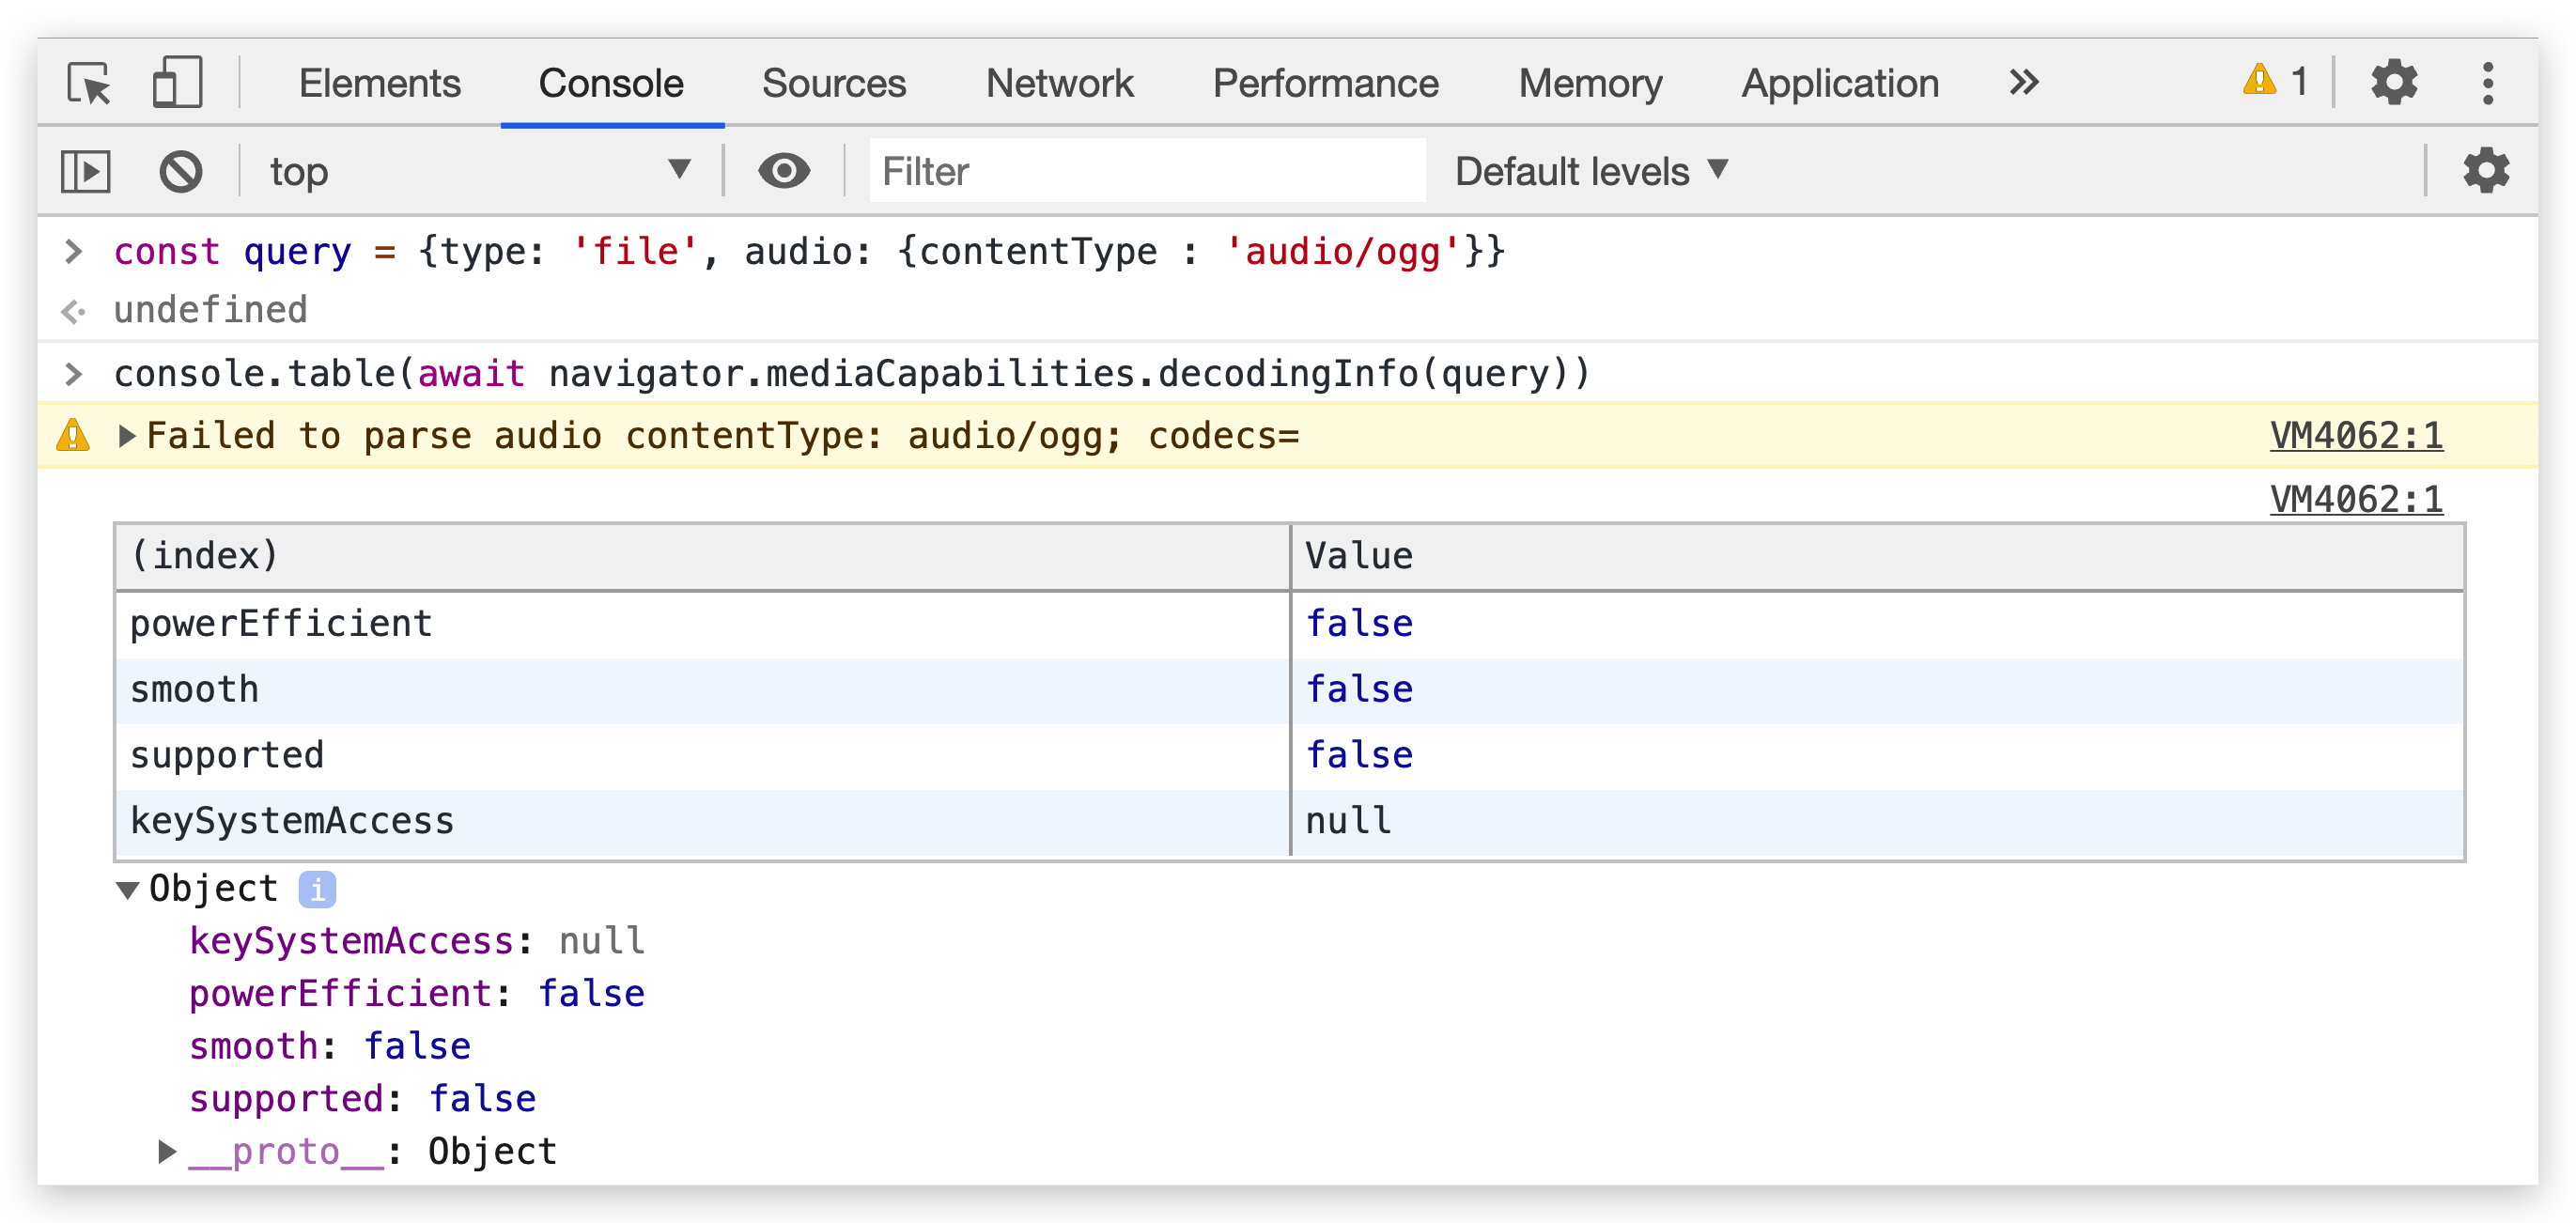 Elements Console Sources Network Performance Memory Application » 1
top ▼ Filter Default levels ▼
> const query = {type: 'file', audio: {contentType : 'audio/ogg'}}
undefined
> console.table(await navigator.mediaCapabilities.decodingInfo(query))
Failed to parse audio contentType: audio/ogg; codecs= VM4062:1
VM4062:1
(index) Value
powerEfficient false
smooth false
supported false
keySystemAccess null
▼ Object i
keySystemAccess: null
powerEfficient: false
smooth: false
supported: false
▶ __proto__: Object